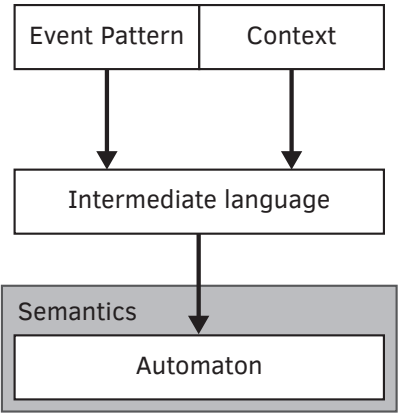 Event Pattern Context
Intermediate language
Semantics
Automaton